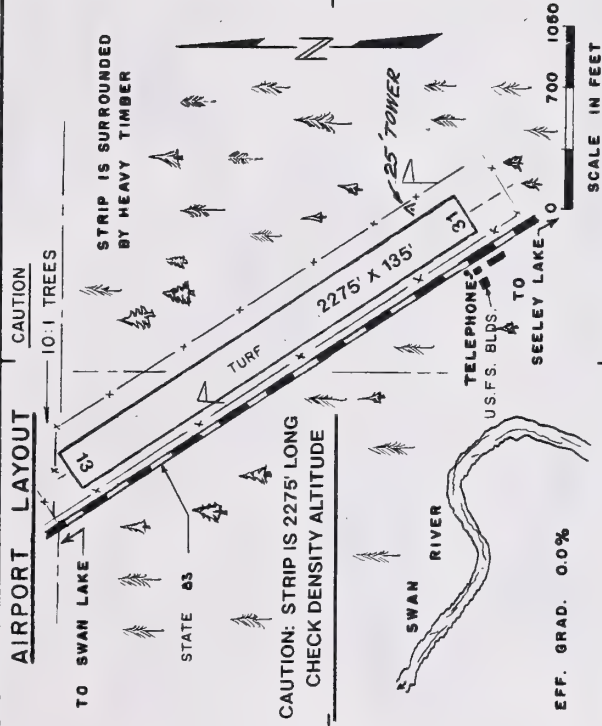 AIRPORT LAYOUT
CAUTION
10:1 TREES
STRIP IS SURROUNDED
BY HEAVY TIMBER
N
TO SWAN LAKE
13
TURF
2275' X 135'
31
25' TOWER
STATE 83
CAUTION: STRIP IS 2275' LONG
CHECK DENSITY ALTITUDE
TELEPHONE
U.S.F.S. BLDS.
TO
SEELEY LAKE
SWAN
RIVER
EFF. GRAD. 0.0%
0 700 1050
SCALE IN FEET